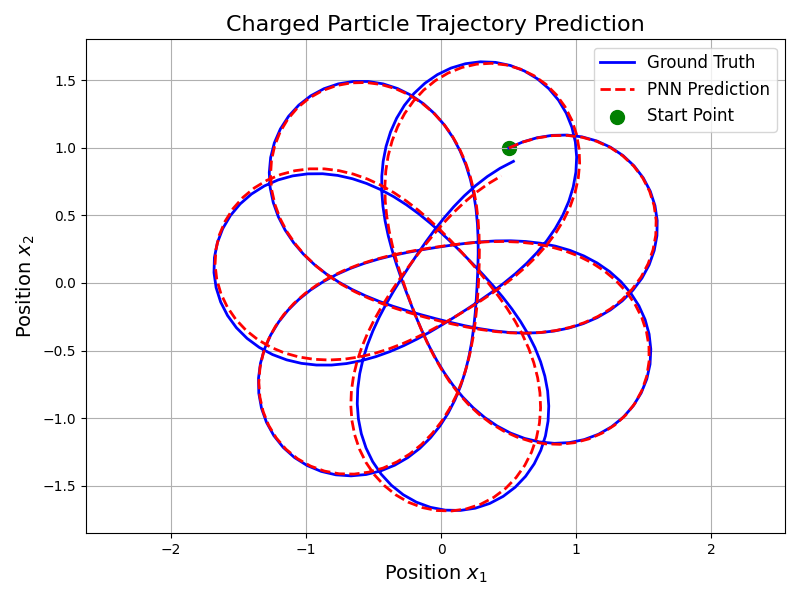 Charged Particle Trajectory Prediction
Ground Truth
PNN Prediction
Start Point
Position x₂
1.5
1.0
0.5
0.0
−0.5
−1.0
−1.5
−2
−1
0
1
2
Position x₁